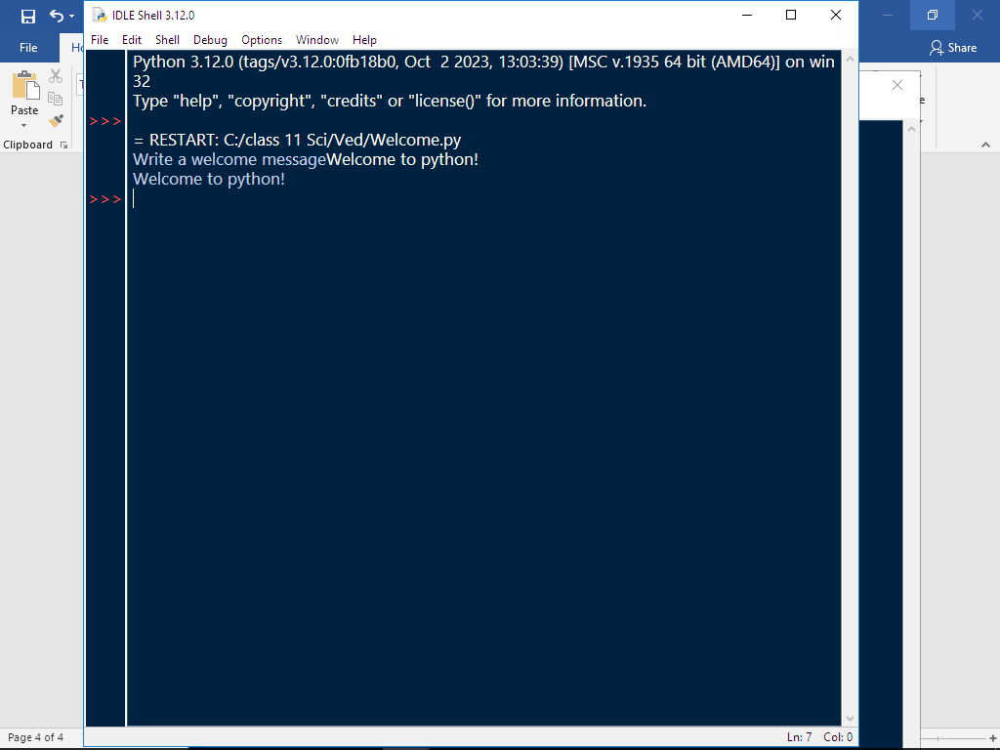 IDLE Shell 3.12.0
File Edit Shell Debug Options Window Help
File
Share
Paste
Clipboard
Python 3.12.0 (tags/v3.12.0:0fb18b0, Oct  2 2023, 13:03:39) [MSC v.1935 64 bit (AMD64)] on win
32
Type "help", "copyright", "credits" or "license()" for more information.
>>>
= RESTART: C:/class 11 Sci/Ved/Welcome.py
Write a welcome messageWelcome to python!
Welcome to python!
>>>
Page 4 of 4
Ln: 7 Col: 0